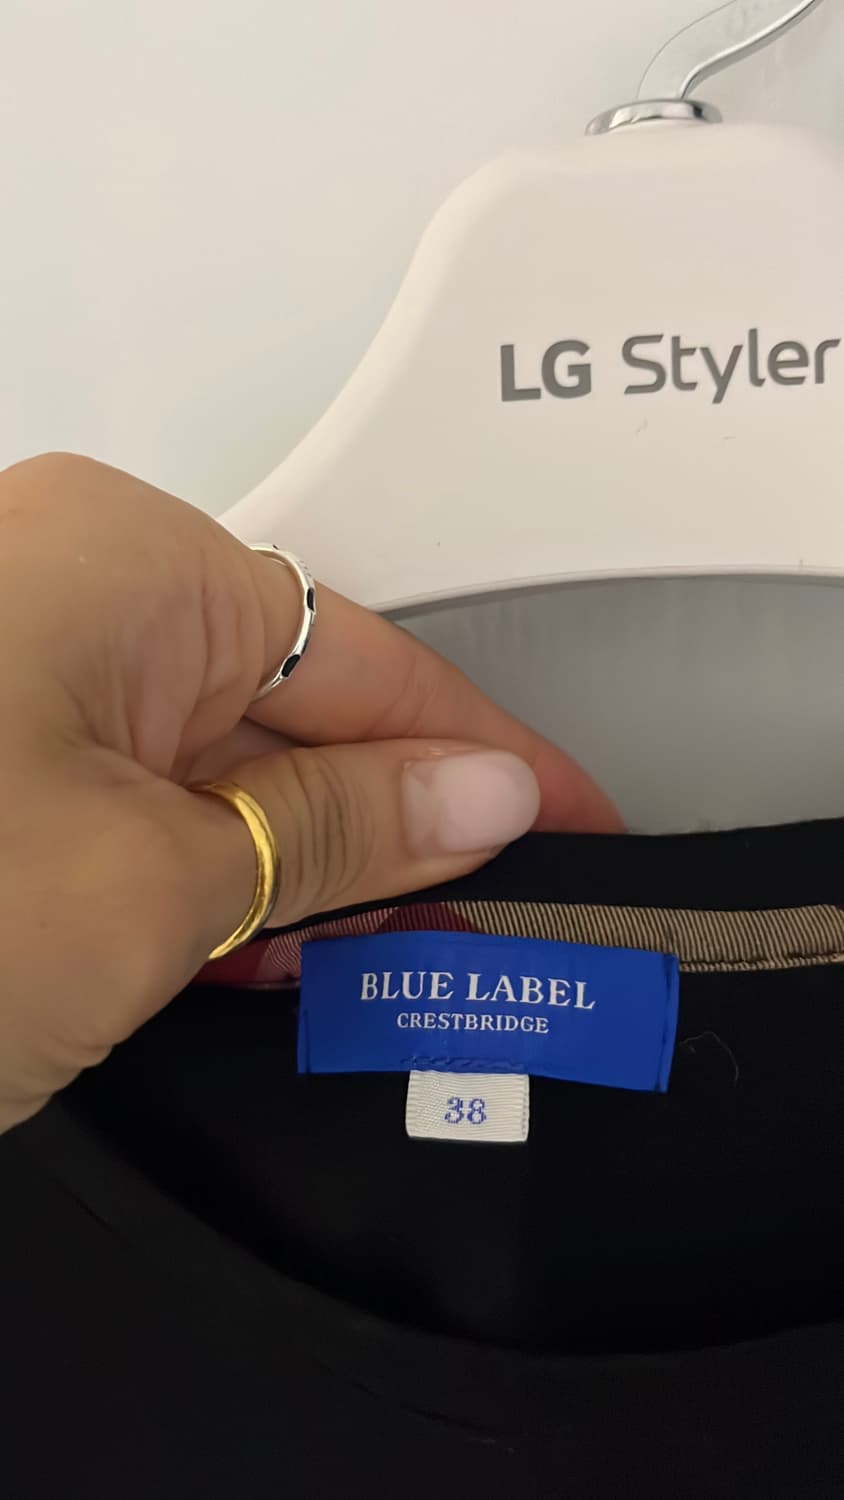 LG Styler
BLUE LABEL
CRESTBRIDGE
38